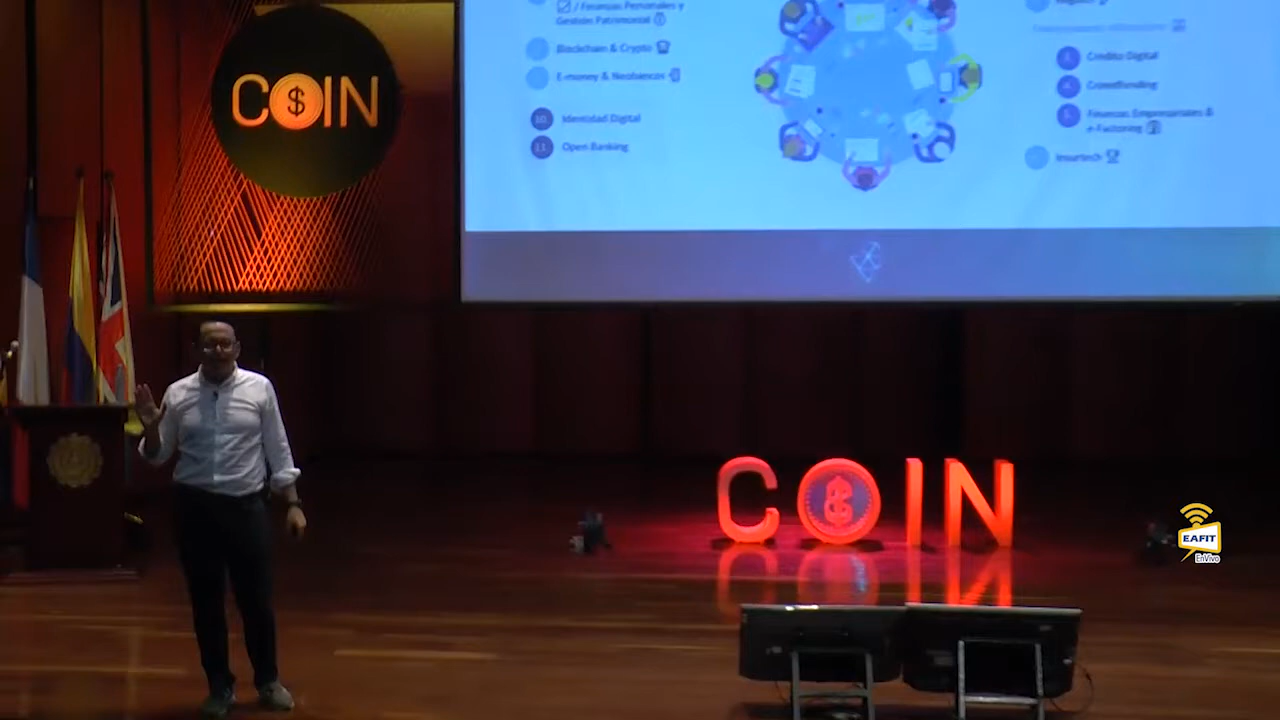 / Finanzas Personales y
Gestión Patrimonial
Blockchain & Crypto
E-money & Neobancos
10. Identidad Digital
11. Open Banking
Crédito Digital
Crowdfunding
Finanzas Empresariales &
e-Factoring
Insurtech
COIN
COIN
EAFIT
EnVivo